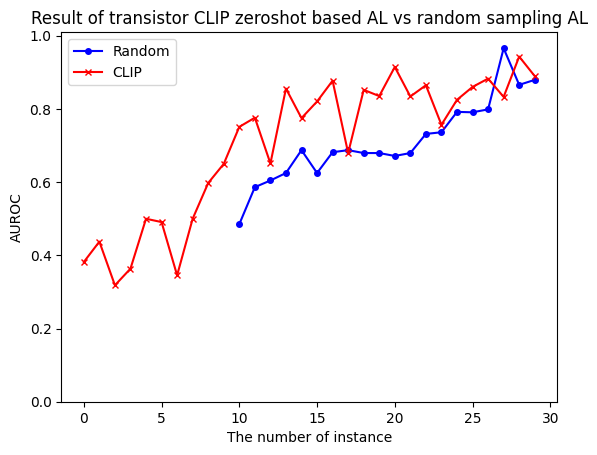 Result of transistor CLIP zeroshot based AL vs random sampling AL
Random
CLIP
AUROC
1.0
0.8
0.6
0.4
0.2
0.0
0 5 10 15 20 25 30
The number of instance